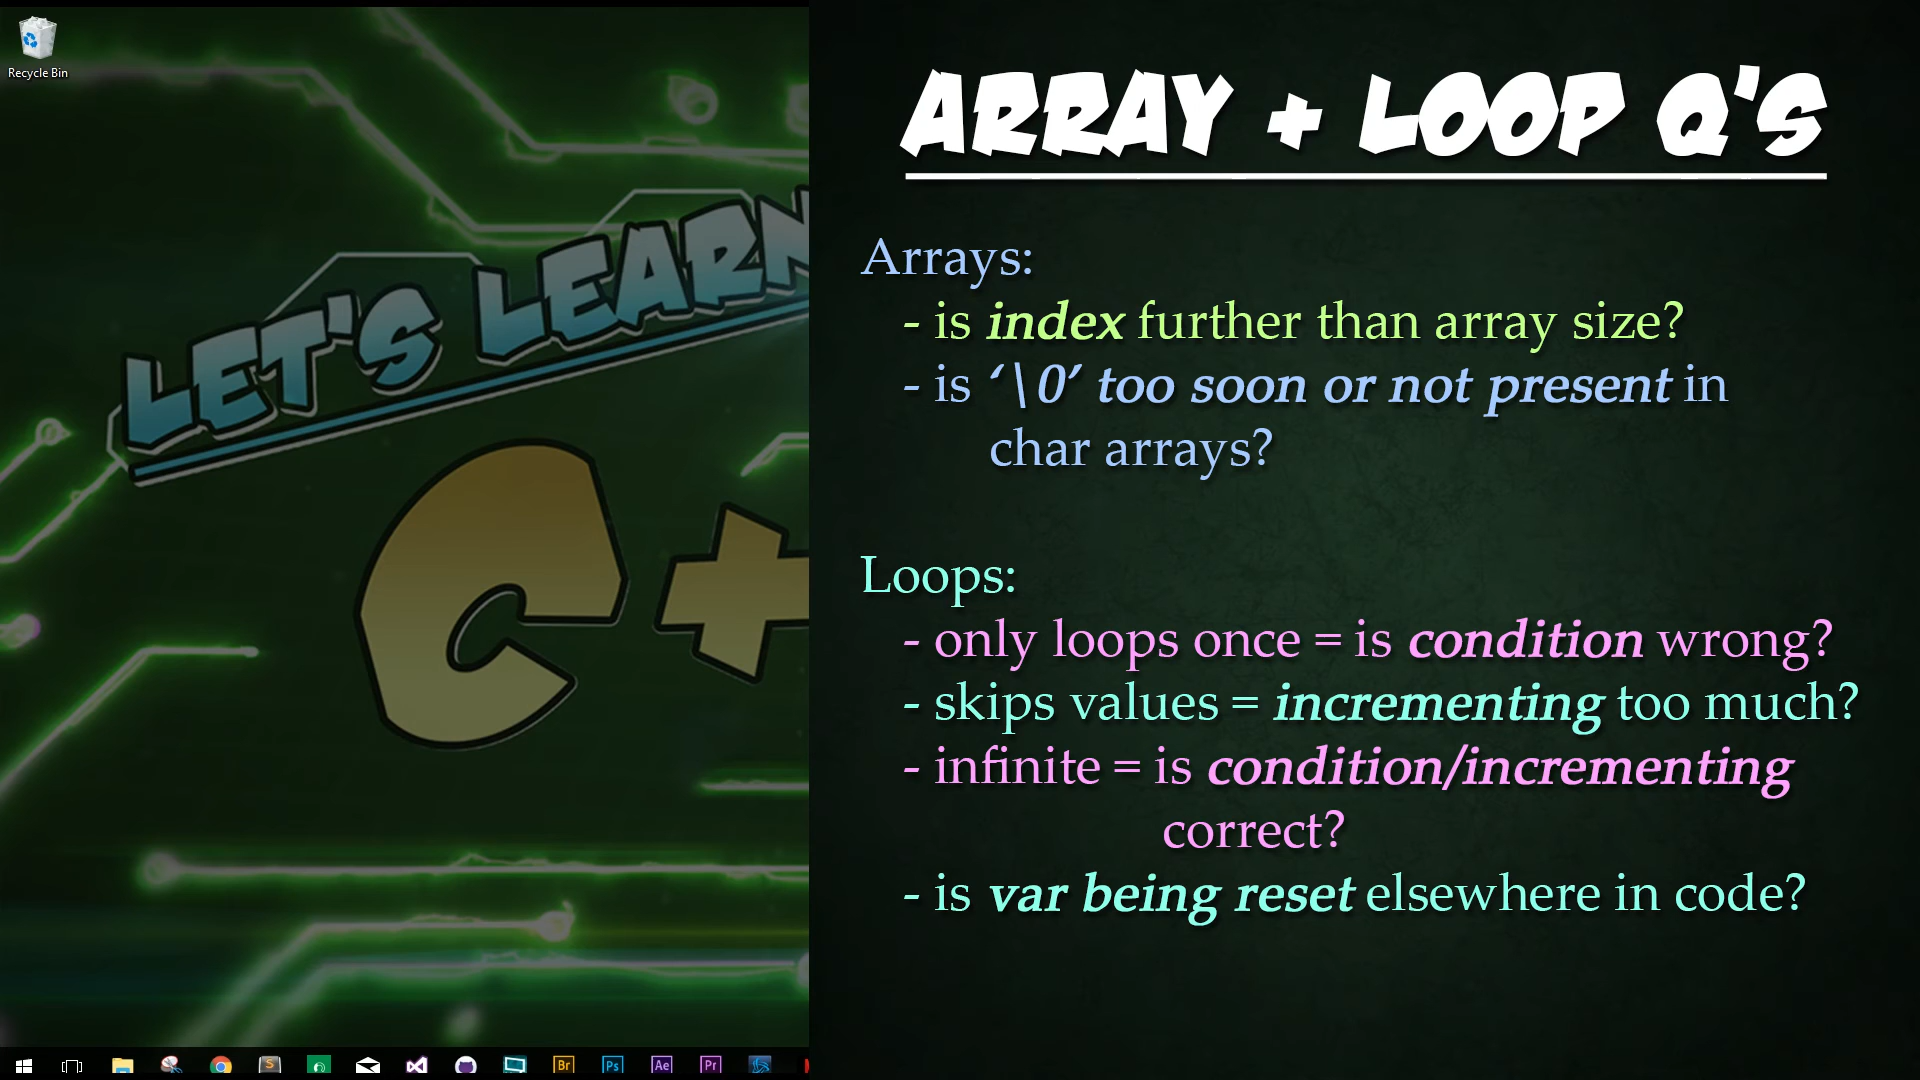 Recycle Bin
LET'S LEARN
C+
ARRAY + LOOP Q'S
Arrays:
- is index further than array size?
- is ‘\0’ too soon or not present in
char arrays?
Loops:
- only loops once = is condition wrong?
- skips values = incrementing too much?
- infinite = is condition/incrementing
correct?
- is var being reset elsewhere in code?
S
Br
Ps
Ae
Pr